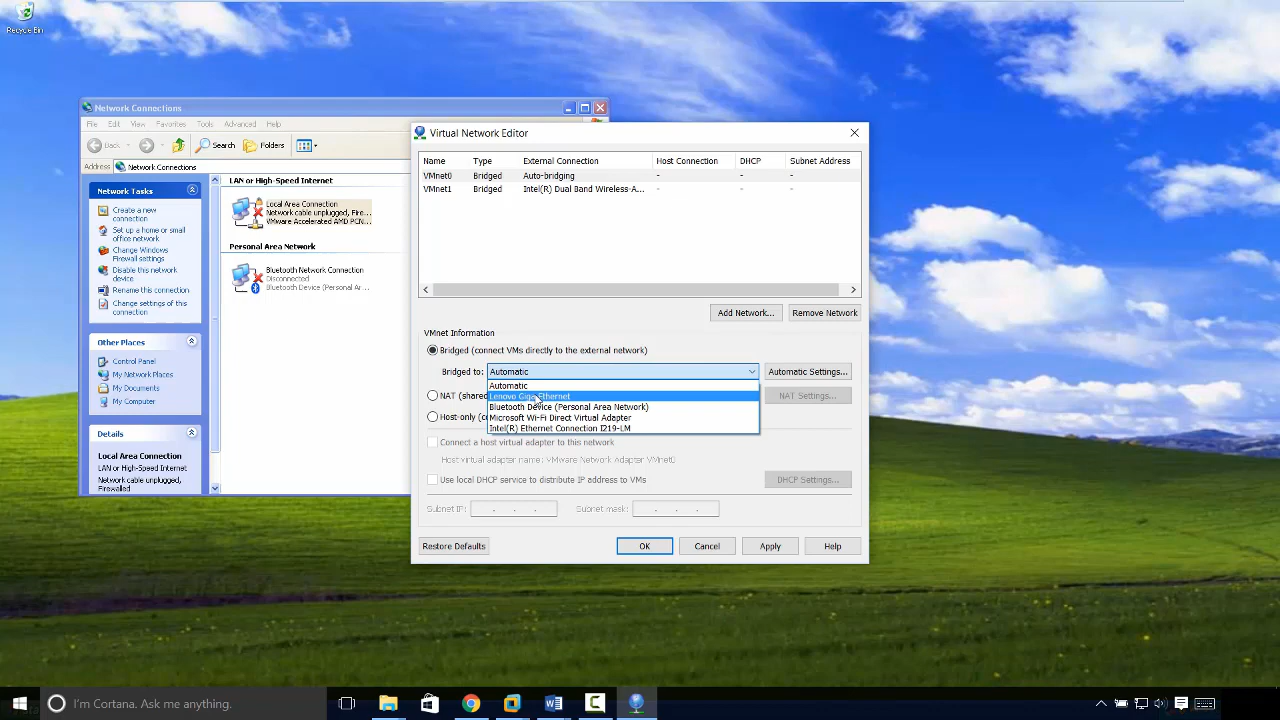 Recycle Bin
Network Connections
File Edit View Favorites Tools Advanced Help
Back Search Folders
Address Network Connections
Network Tasks
Create a new
connection
Set up a home or small
office network
Change Windows
Firewall settings
Disable this network
device
Rename this connection
Change settings of this
connection
Other Places
Control Panel
My Network Places
My Documents
My Computer
Details
Local Area Connection
LAN or High-Speed Internet
Network cable unplugged,
Firewalled
LAN or High-Speed Internet
Local Area Connection
Network cable unplugged, Fire...
VMware Accelerated AMD PCN...
Personal Area Network
Bluetooth Network Connection
Disconnected
Bluetooth Device (Personal Ar...
Virtual Network Editor
Name Type External Connection Host Connection DHCP Subnet Address
VMnet0 Bridged Auto-bridging - - -
VMnet1 Bridged Intel(R) Dual Band Wireless-A... - - -
Add Network... Remove Network
VMnet Information
Bridged (connect VMs directly to the external network)
Bridged to: Automatic Automatic Settings...
Automatic
Lenovo Giga Ethernet
Bluetooth Device (Personal Area Network)
Microsoft Wi-Fi Direct Virtual Adapter
Intel(R) Ethernet Connection I219-LM
NAT (shared NAT Settings...
Host-only (c
Connect a host virtual adapter to this network
Host virtual adapter name: VMware Network Adapter VMnet0
Use local DHCP service to distribute IP address to VMs DHCP Settings...
Subnet IP: . . . Subnet mask: . . .
Restore Defaults OK Cancel Apply Help
I'm Cortana. Ask me anything.